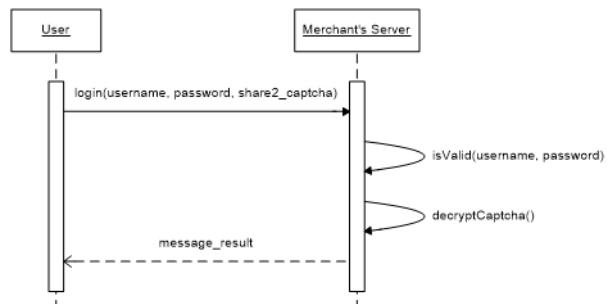 User
Merchant's Server
login(username, password, share2_captcha)
isValid(username, password)
decryptCaptcha()
message_result